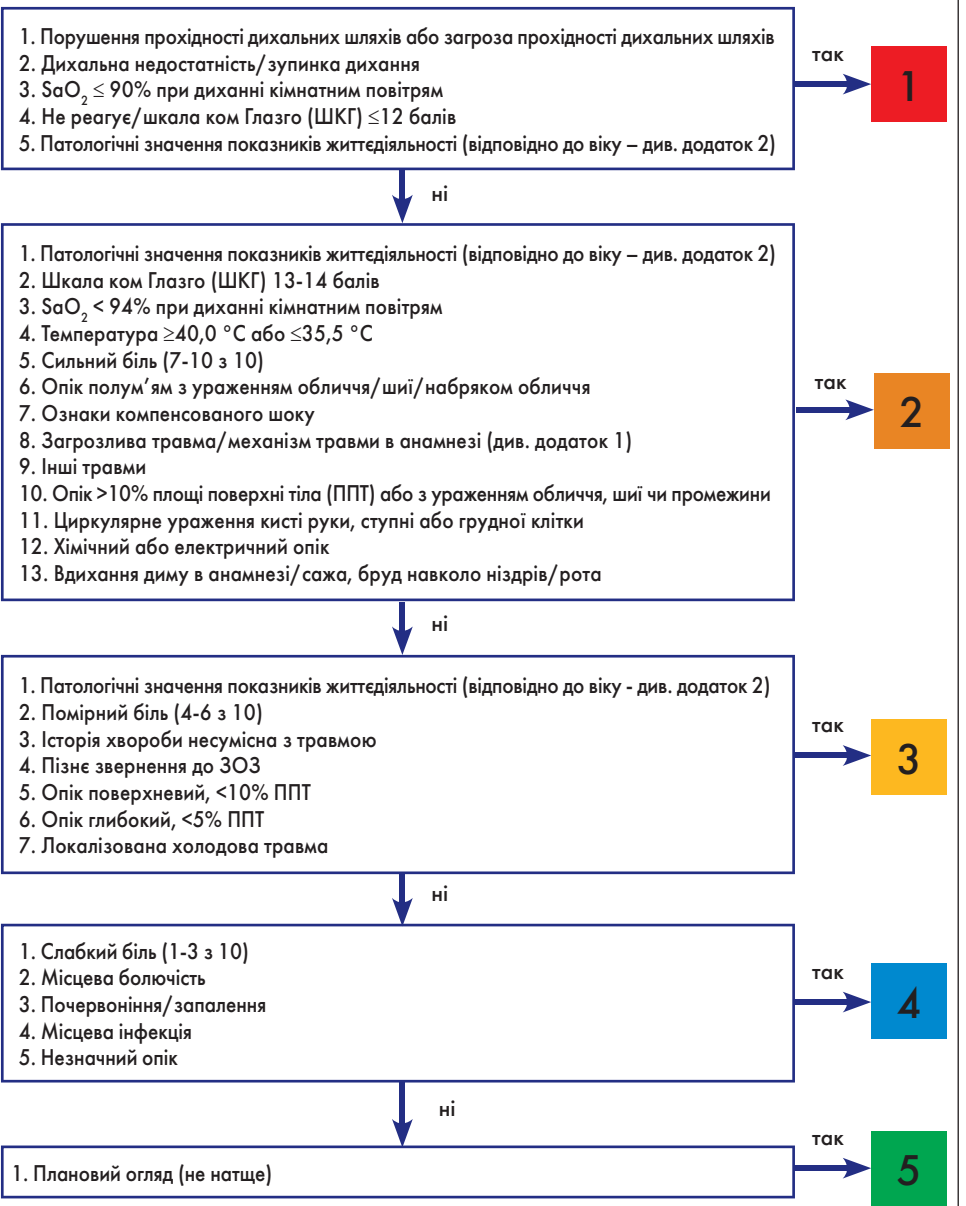 1. Порушення прохідності дихальних шляхів або загроза прохідності дихальних шляхів
2. Дихальна недостатність/зупинка дихання
3. SaO₂ ≤ 90% при диханні кімнатним повітрям
4. Не реагує/шкала ком Глазго (ШКГ) ≤12 балів
5. Патологічні значення показників життєдіяльності (відповідно до віку – див. додаток 2)
так
1
ні
1. Патологічні значення показників життєдіяльності (відповідно до віку – див. додаток 2)
2. Шкала ком Глазго (ШКГ) 13-14 балів
3. SaO₂ < 94% при диханні кімнатним повітрям
4. Температура ≥40,0 °C або ≤35,5 °C
5. Сильний біль (7-10 з 10)
6. Опік полум’ям з ураженням обличчя/шиї/набряком обличчя
7. Ознаки компенсованого шоку
8. Загрозлива травма/механізм травми в анамнезі (див. додаток 1)
9. Інші травми
10. Опік >10% площі поверхні тіла (ППТ) або з ураженням обличчя, шиї чи промежини
11. Циркулярне ураження кисті руки, ступні або грудної клітки
12. Хімічний або електричний опік
13. Вдихання диму в анамнезі/сажа, бруд навколо ніздрів/рота
так
2
ні
1. Патологічні значення показників життєдіяльності (відповідно до віку - див. додаток 2)
2. Помірний біль (4-6 з 10)
3. Історія хвороби несумісна з травмою
4. Пізнє звернення до ЗОЗ
5. Опік поверхневий, <10% ППТ
6. Опік глибокий, <5% ППТ
7. Локалізована холодова травма
так
3
ні
1. Слабкий біль (1-3 з 10)
2. Місцева болючість
3. Почервоніння/запалення
4. Місцева інфекція
5. Незначний опік
так
4
ні
1. Плановий огляд (не натще)
так
5